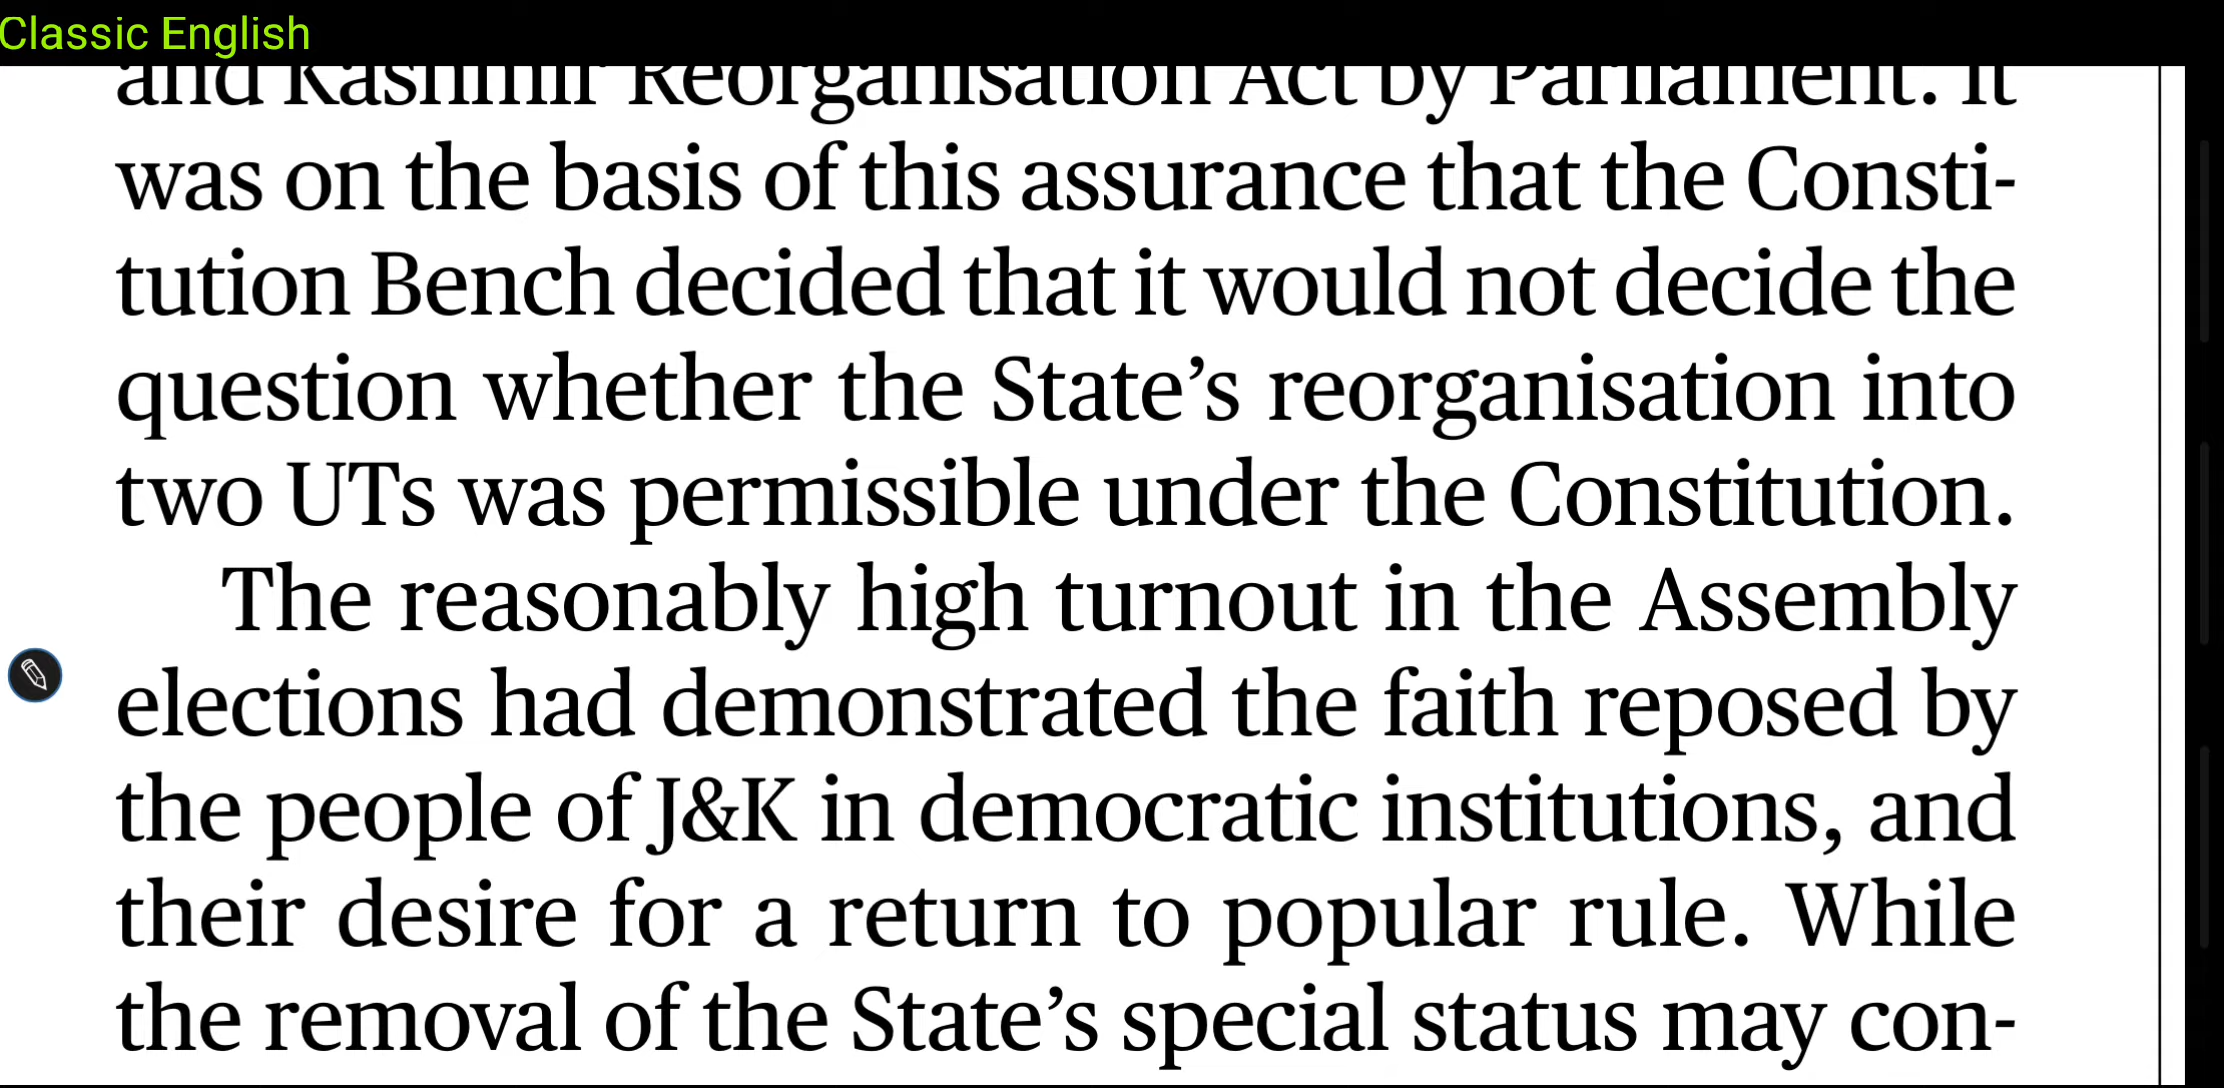 Classic English
and Kashmir Reorganisation Act by Parliament. It
was on the basis of this assurance that the Consti-
tution Bench decided that it would not decide the
question whether the State’s reorganisation into
two UTs was permissible under the Constitution.
The reasonably high turnout in the Assembly
elections had demonstrated the faith reposed by
the people of J&K in democratic institutions, and
their desire for a return to popular rule. While
the removal of the State’s special status may con-